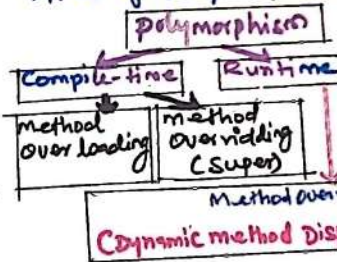 Polymorphism
Compile-time
Runtime
method
overloading
method
overridding
(super)
Method over
(Dynamic method Dis